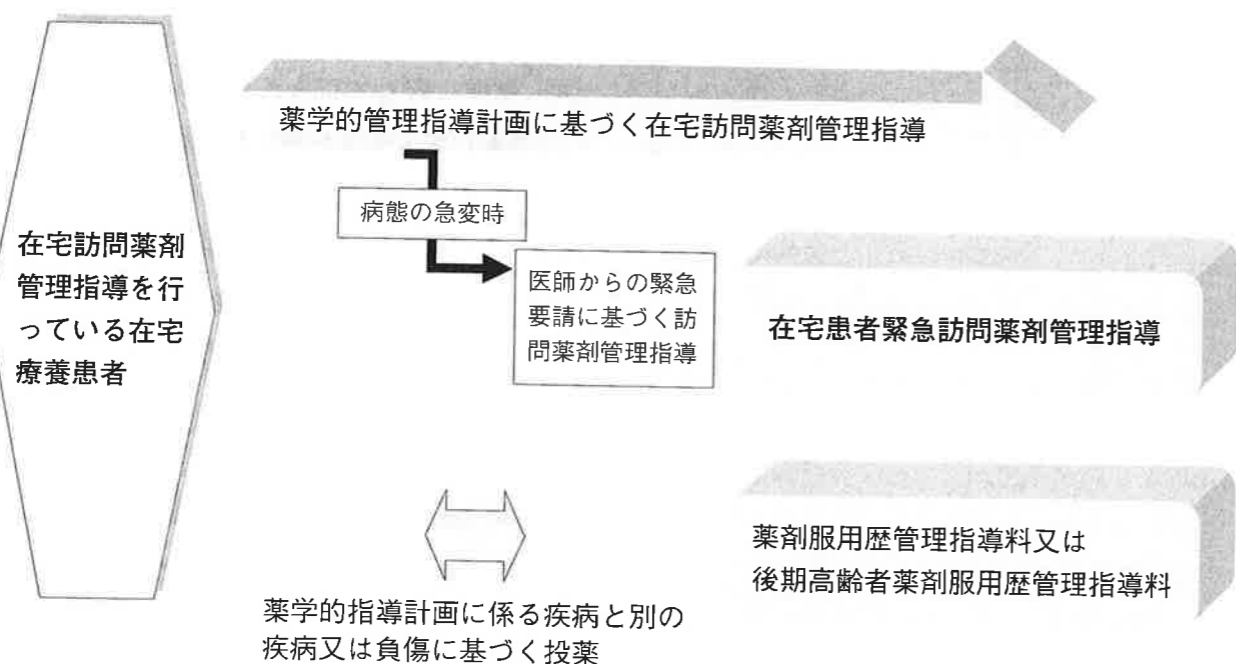 薬学的管理指導計画に基づく在宅訪問薬剤管理指導
病態の急変時
在宅訪問薬剤
管理指導を行
っている在宅
療養患者
医師からの緊急
要請に基づく訪
問薬剤管理指導
在宅患者緊急訪問薬剤管理指導
薬剤服用歴管理指導料又は
後期高齢者薬剤服用歴管理指導料
薬学的指導計画に係る疾病と別の
疾病又は負傷に基づく投薬